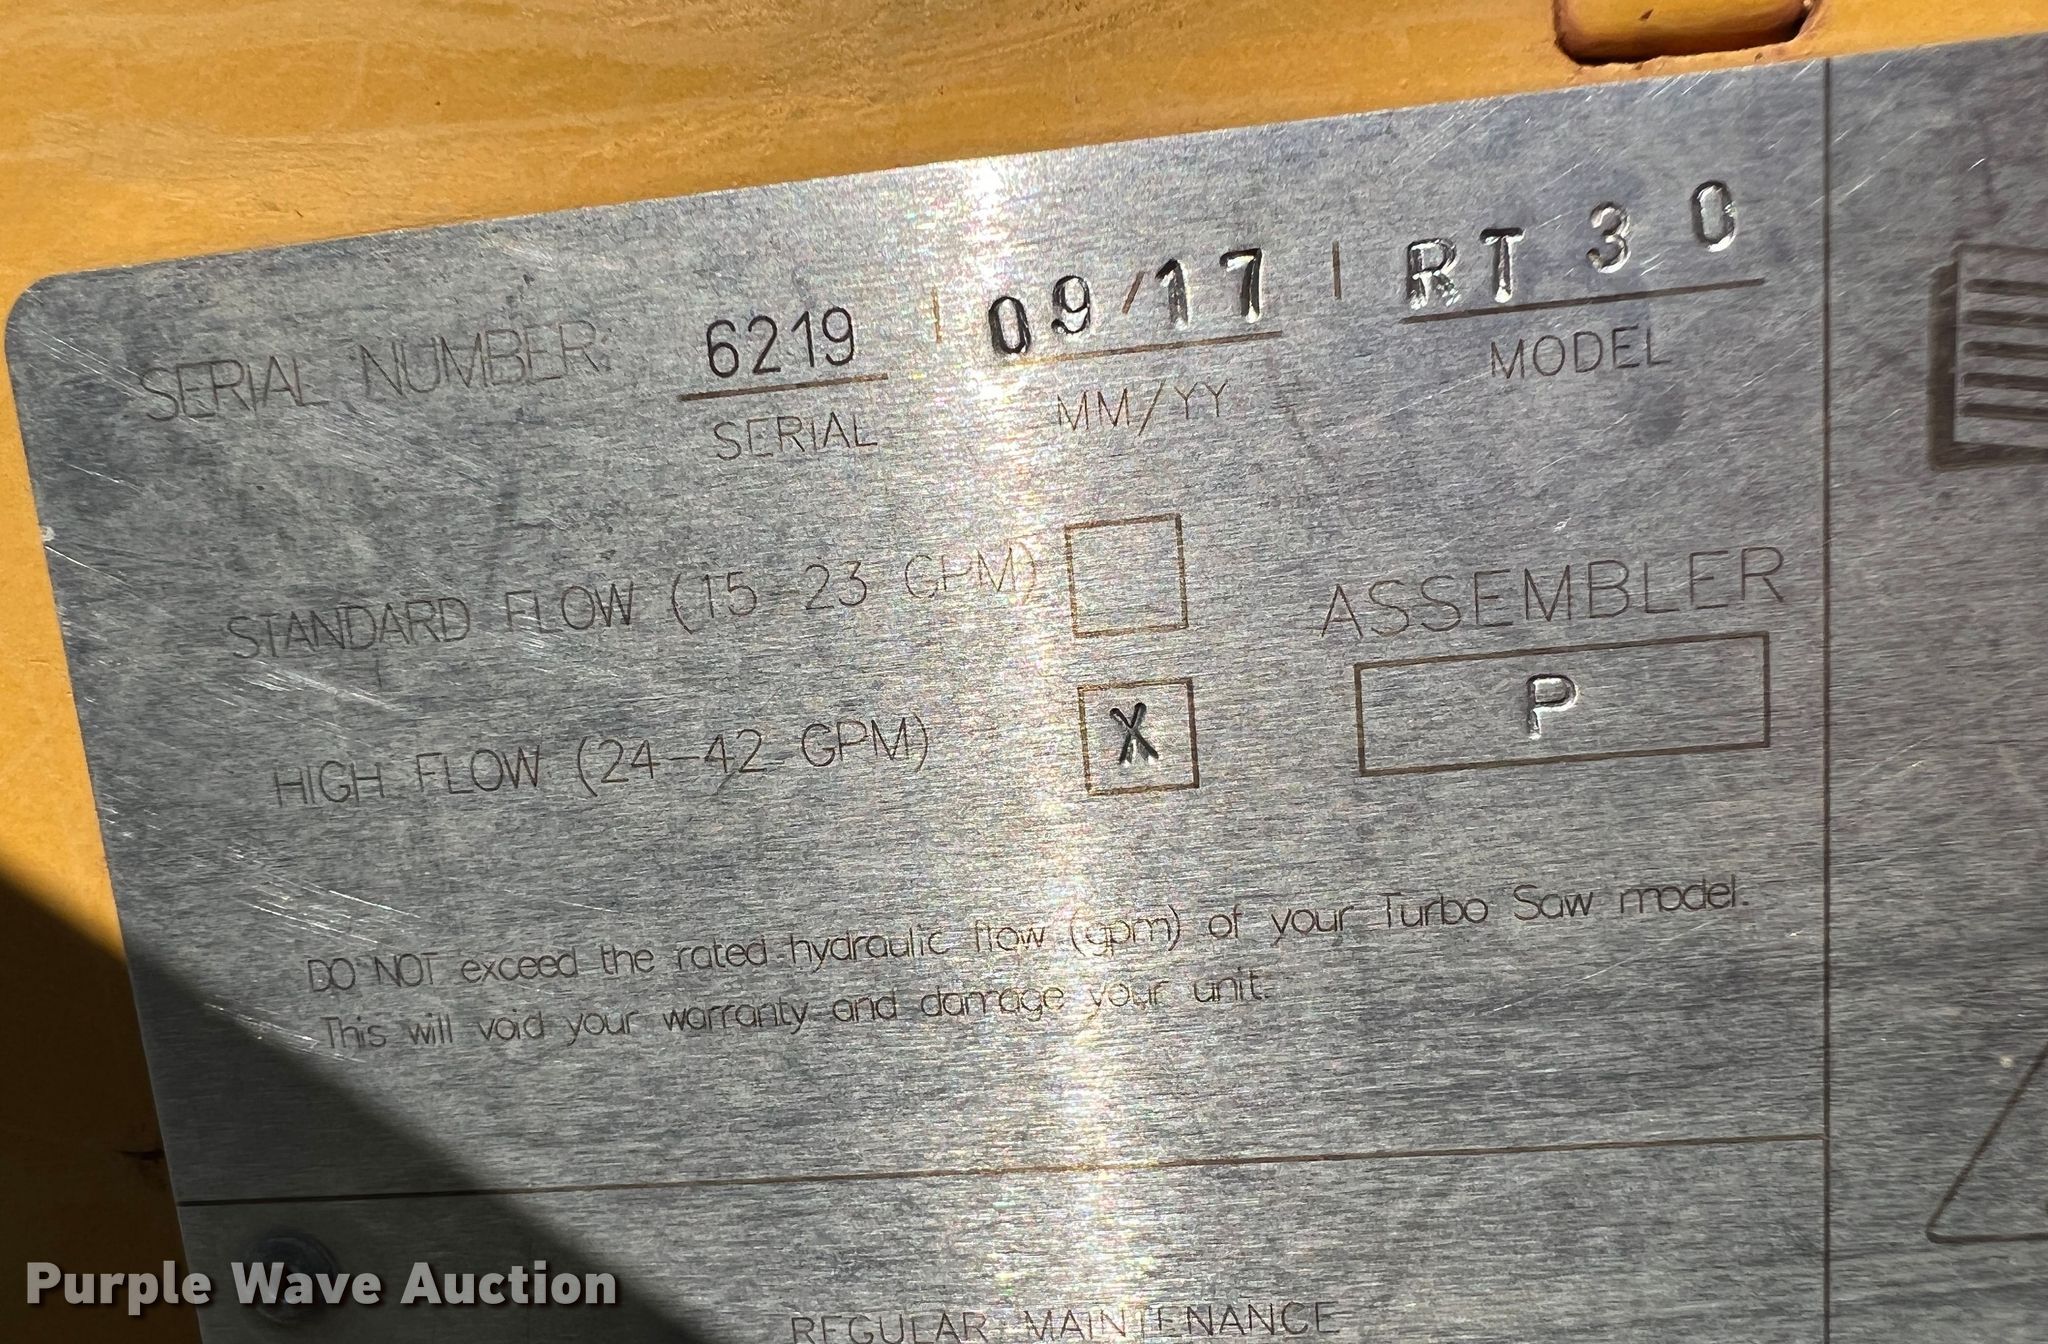 SERIAL NUMBER: 6219 | 09/17 | RT 30
SERIAL MM/YY MODEL
STANDARD FLOW (15-23 GPM)
ASSEMBLER
HIGH FLOW (24-42 GPM) X P
DO NOT exceed the rated hydraulic flow (gpm) of your Turbo Saw model.
This will void your warranty and damage your unit.
REGULAR MAINTENANCE
Purple Wave Auction